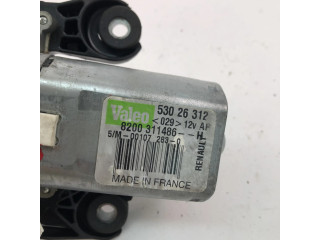 Valeo 530 26 312
<029> 12V AF
8200 311486--H
S/M-00107 283-0
RENAULT
MADE IN FRANCE